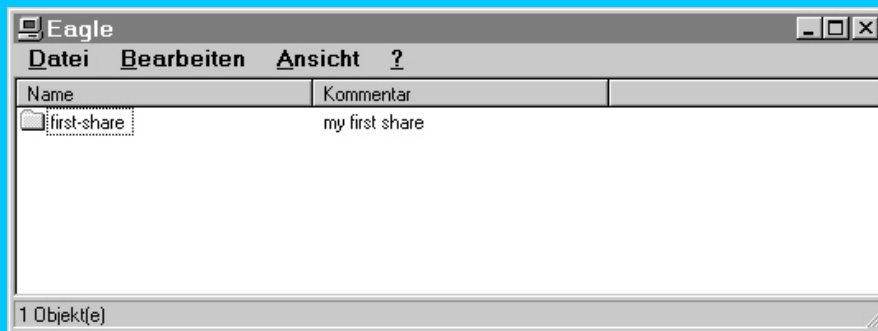 Eagle
Datei Bearbeiten Ansicht ?
Name Kommentar
first-share my first share
1 Objekt(e)